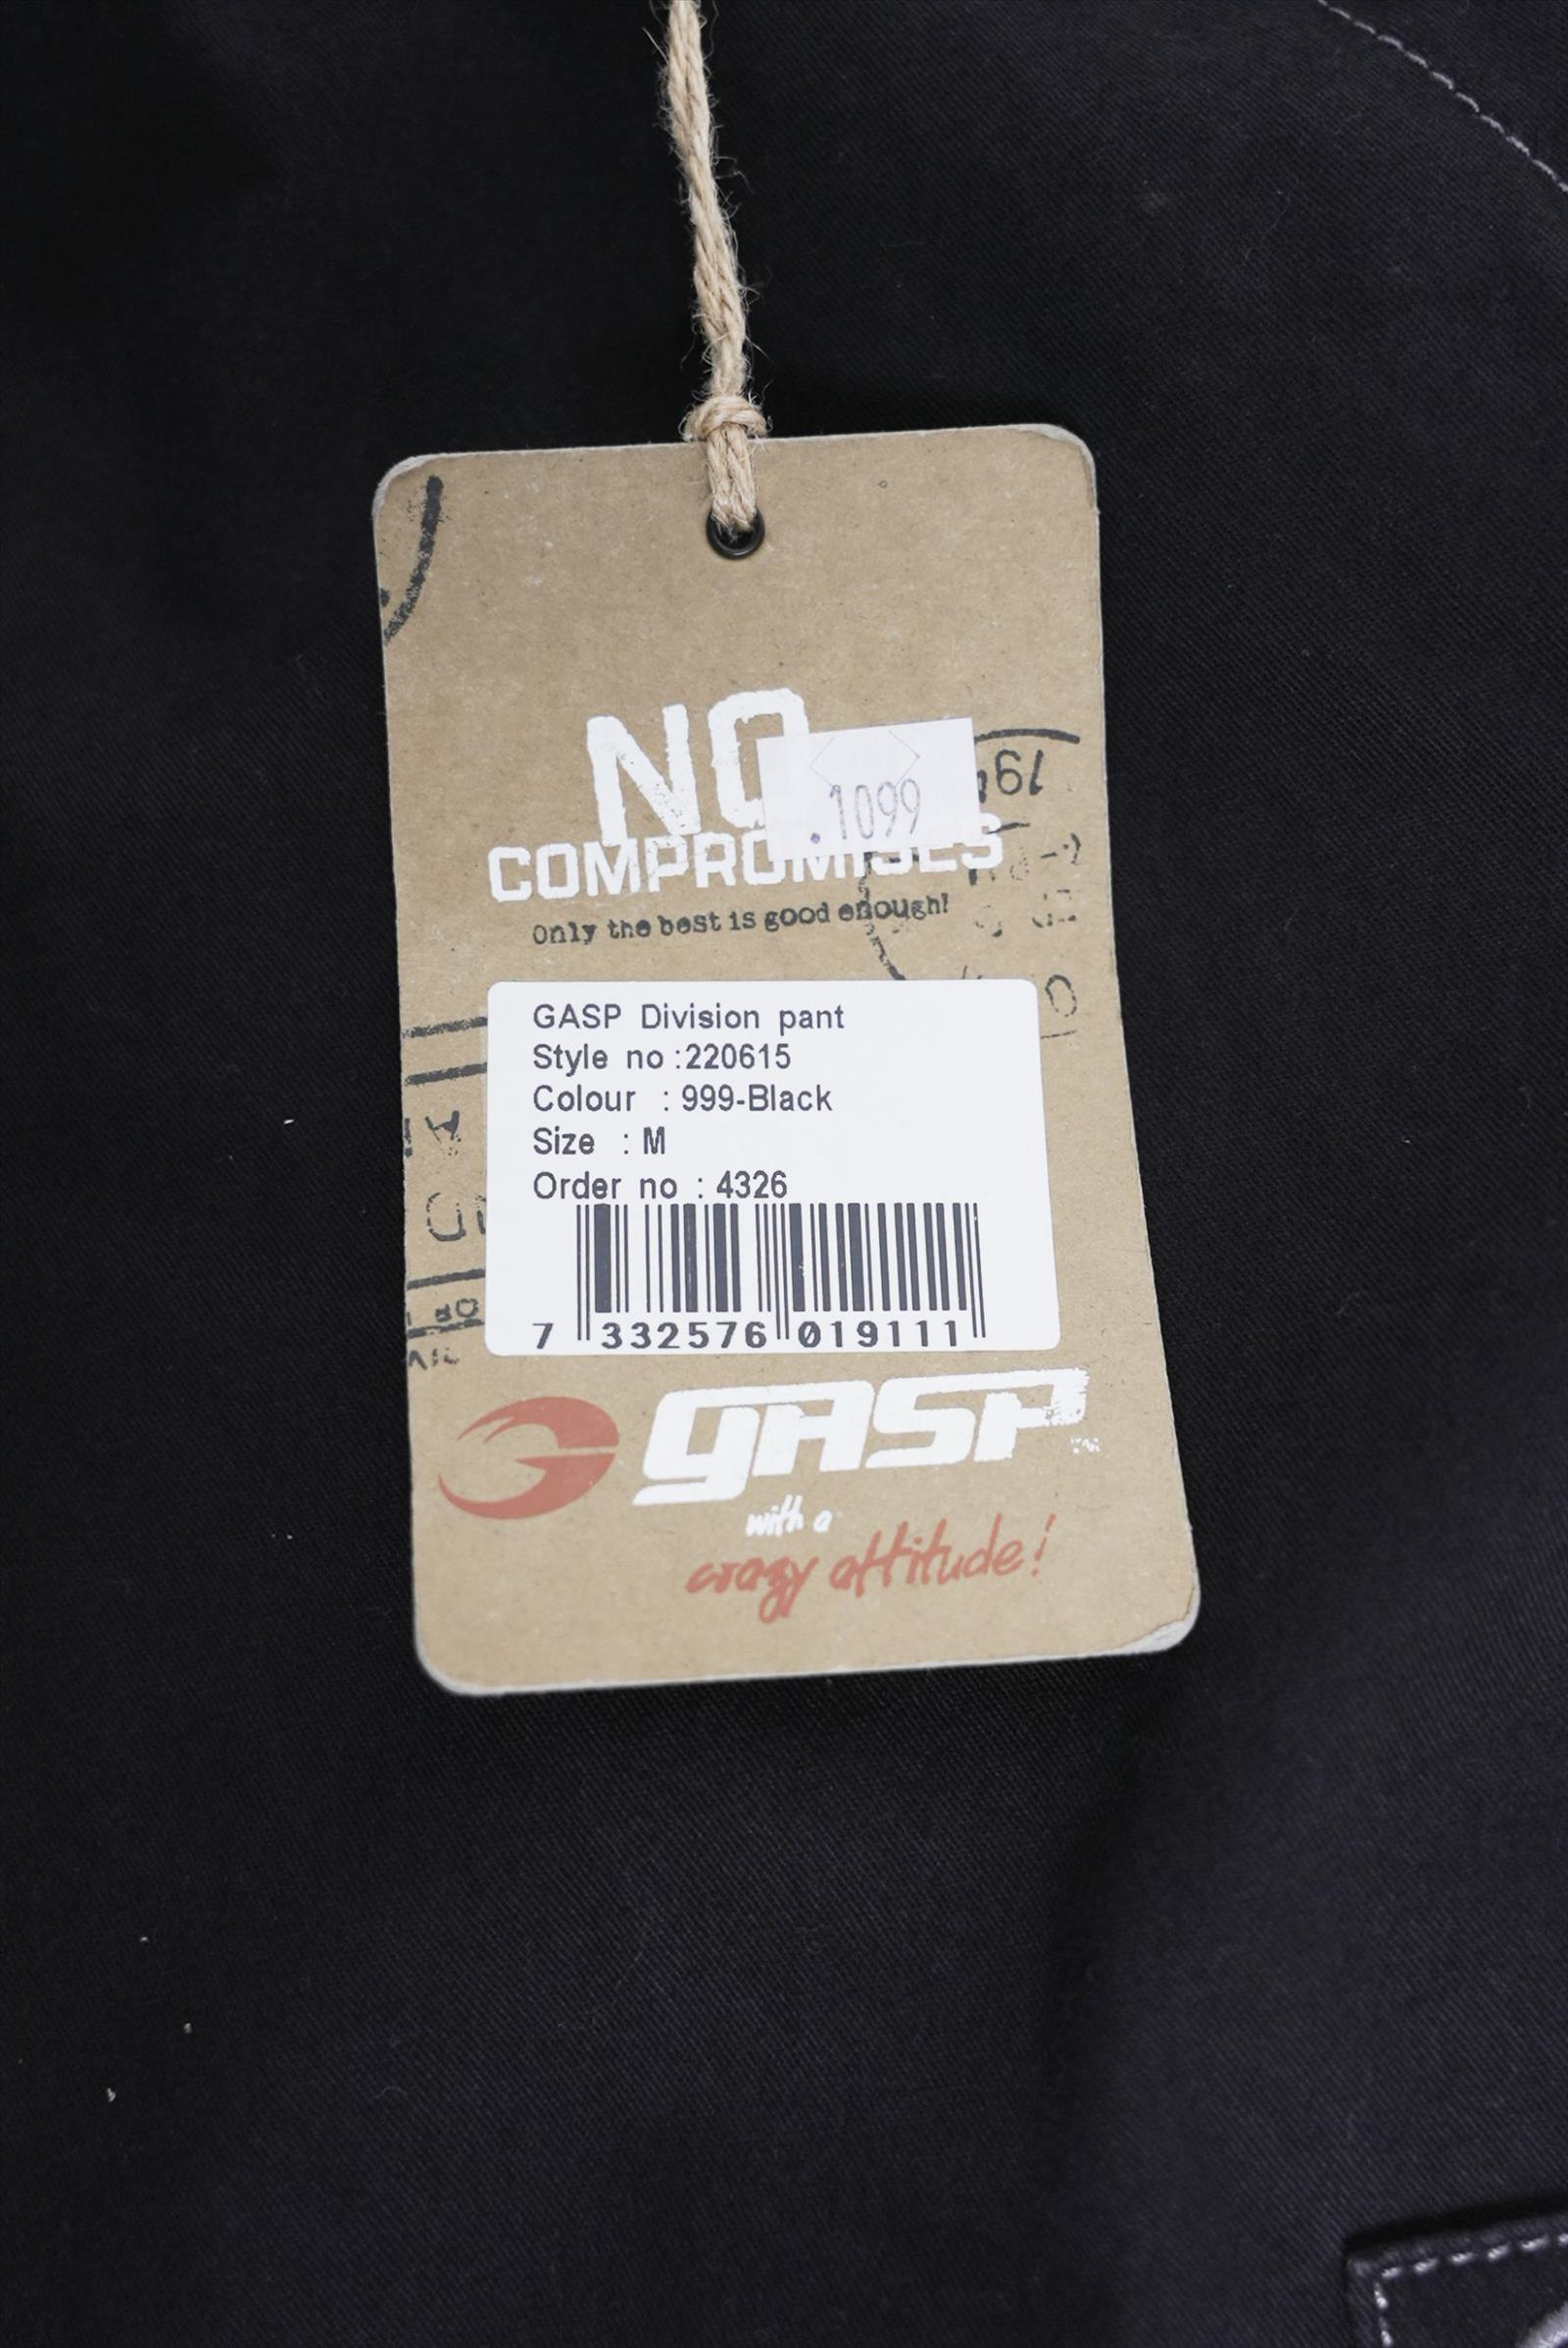 NO
.1099
COMPROMISES
Only the best is good enough!
GASP Division pant
Style no :220615
Colour : 999-Black
Size : M
Order no : 4326
7 332576 019111
gASP
with a
crazy attitude!